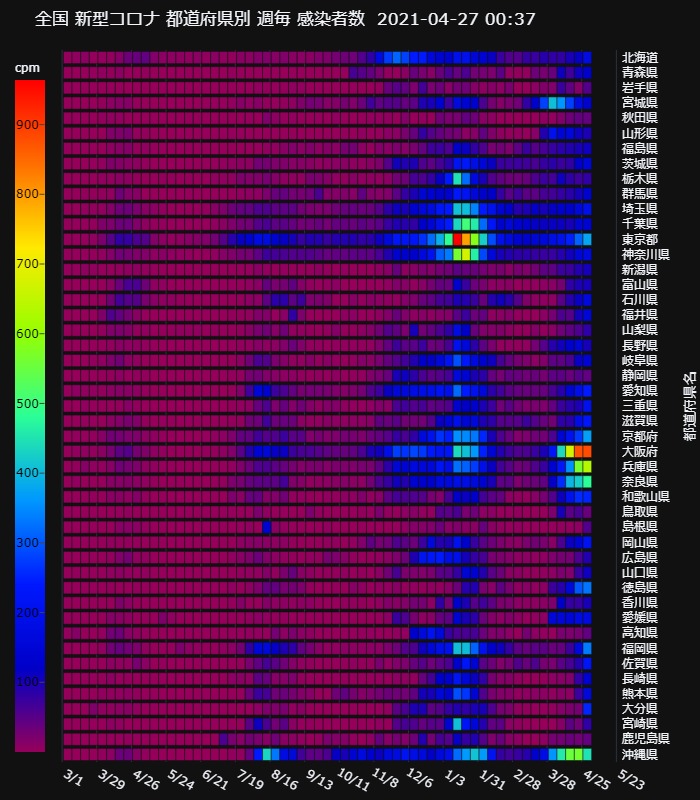 全国 新型コロナ 都道府県別 週毎 感染者数 2021-04-27 00:37
cpm
900
800
700
600
500
400
300
200
100
北海道
青森県
岩手県
宮城県
秋田県
山形県
福島県
茨城県
栃木県
群馬県
埼玉県
千葉県
東京都
神奈川県
新潟県
富山県
石川県
福井県
山梨県
長野県
岐阜県
静岡県
愛知県
三重県
滋賀県
京都府
大阪府
兵庫県
奈良県
和歌山県
鳥取県
島根県
岡山県
広島県
山口県
徳島県
香川県
愛媛県
高知県
福岡県
佐賀県
長崎県
熊本県
大分県
宮崎県
鹿児島県
沖縄県
都道府県名
3/1 3/29 4/26 5/24 6/21 7/19 8/16 9/13 10/11 11/8 12/6 1/3 1/31 2/28 3/28 4/25 5/23